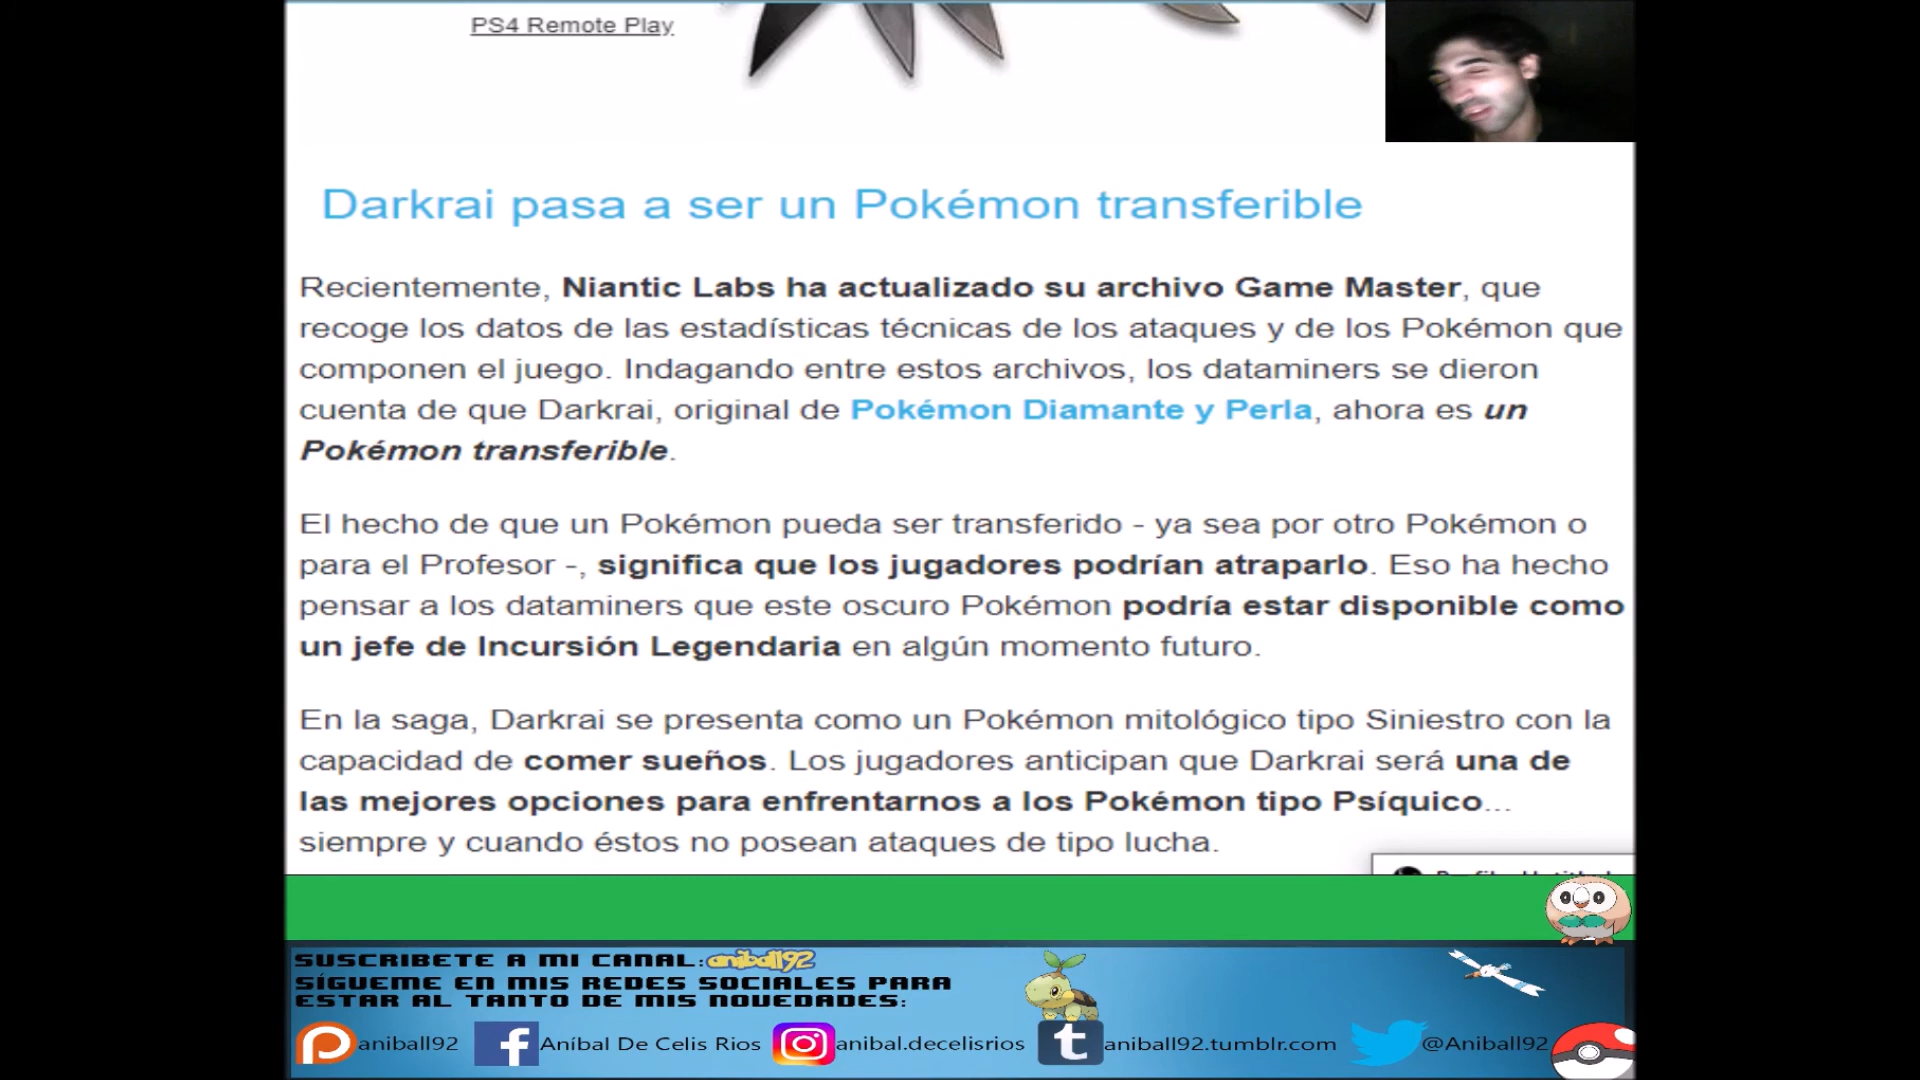 PS4 Remote Play
Darkrai pasa a ser un Pokémon transferible
Recientemente, Niantic Labs ha actualizado su archivo Game Master, que
recoge los datos de las estadísticas técnicas de los ataques y de los Pokémon que
componen el juego. Indagando entre estos archivos, los dataminers se dieron
cuenta de que Darkrai, original de Pokémon Diamante y Perla, ahora es un
Pokémon transferible.
El hecho de que un Pokémon pueda ser transferido - ya sea por otro Pokémon o
para el Profesor -, significa que los jugadores podrían atraparlo. Eso ha hecho
pensar a los dataminers que este oscuro Pokémon podría estar disponible como
un jefe de Incursión Legendaria en algún momento futuro.
En la saga, Darkrai se presenta como un Pokémon mitológico tipo Siniestro con la
capacidad de comer sueños. Los jugadores anticipan que Darkrai será una de
las mejores opciones para enfrentarnos a los Pokémon tipo Psíquico...
siempre y cuando éstos no posean ataques de tipo lucha.
SUSCRIBETE A MI CANAL: aniball92
SÍGUEME EN MIS REDES SOCIALES PARA
ESTAR AL TANTO DE MIS NOVEDADES:
aniball92 Aníbal De Celis Rios anibal.decelisrios aniball92.tumblr.com @Aniball92